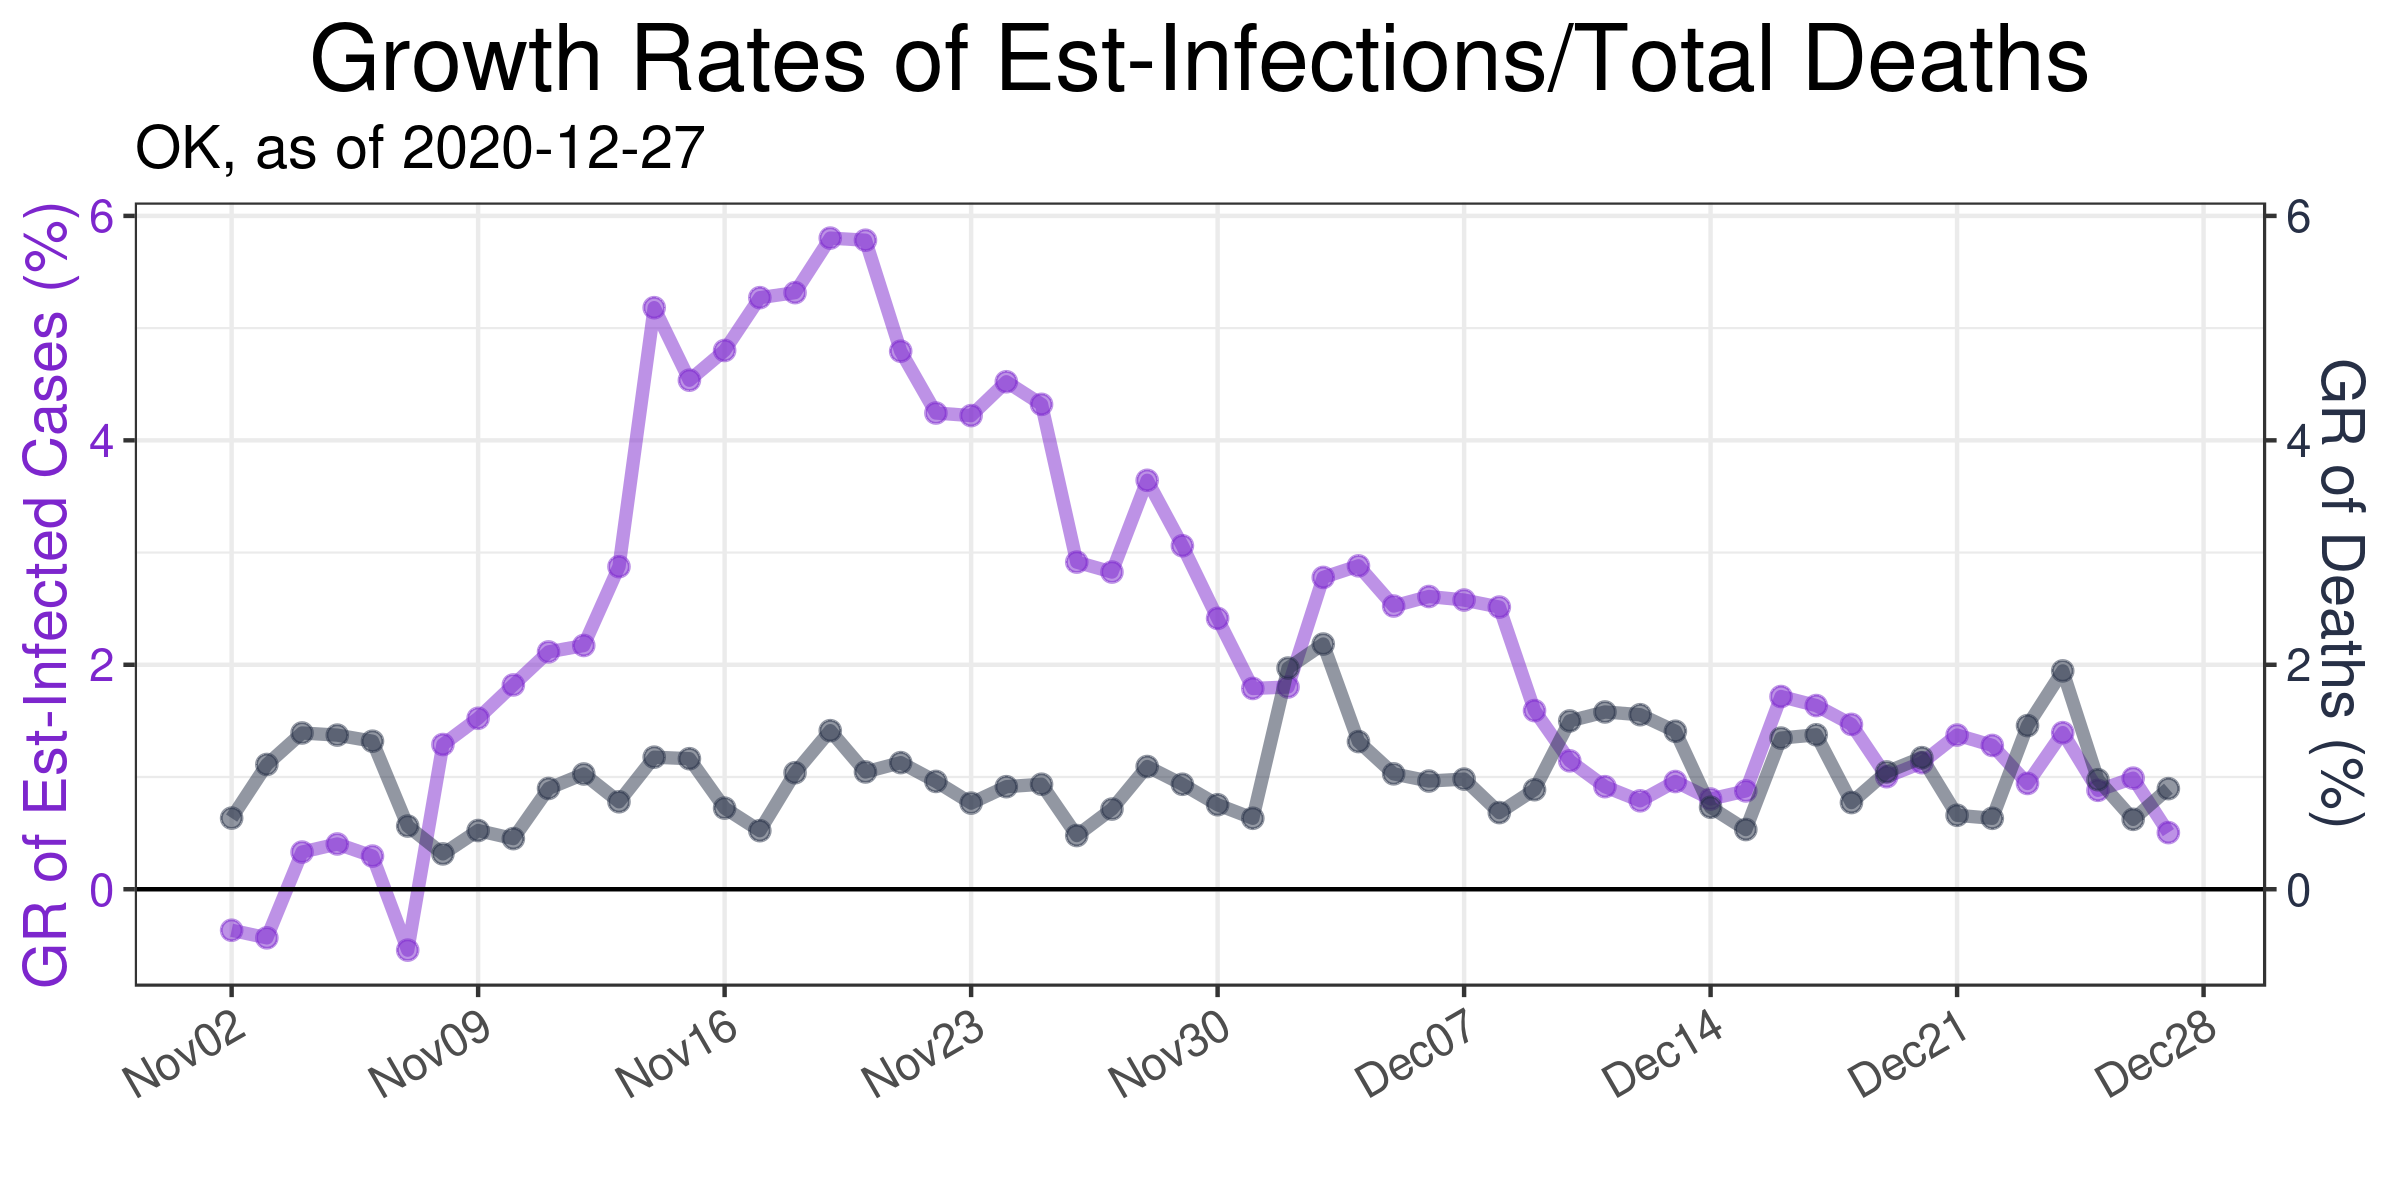 Growth Rates of Est-Infections/Total Deaths
OK, as of 2020-12-27
GR of Est-Infected Cases (%)
6
4
2
0
6
4
2
0
GR of Deaths (%)
Nov02
Nov09
Nov16
Nov23
Nov30
Dec07
Dec14
Dec21
Dec28